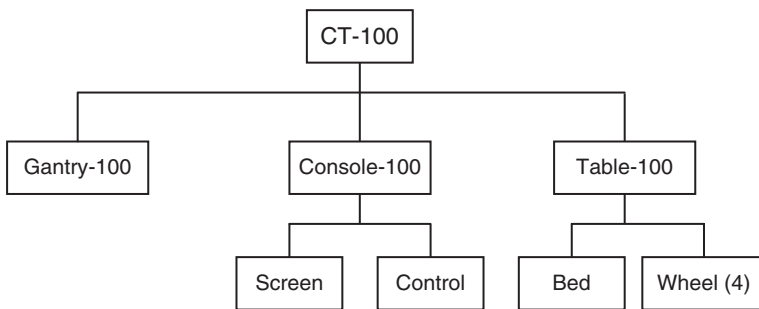 CT-100
Gantry-100
Console-100
Table-100
Screen
Control
Bed
Wheel (4)